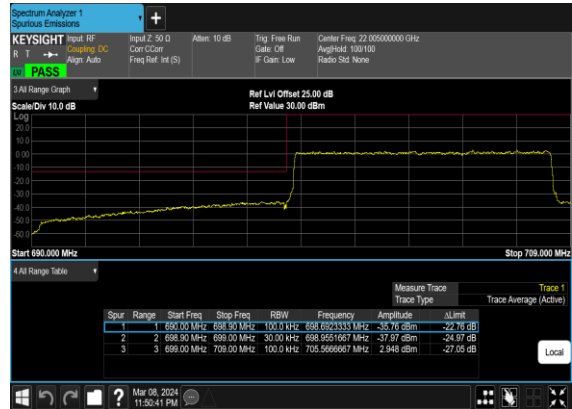 Spectrum Analyzer 1
Spurious Emissions
+
KEYSIGHT Input: RF Input Z: 50 Ω Atten: 10 dB Trig: Free Run Center Freq: 22.005000000 GHz
R T Coupling: DC Corr CCorr Gate: Off Avg|Hold: 100/100
Align: Auto Freq Ref: Int (S) IF Gain: Low Radio Std: None
PASS
3 All Range Graph
Ref Lvl Offset 25.00 dB
Scale/Div 10.0 dB Ref Value 30.00 dBm
Log
20.0
10.0
0.00
-10.0
-20.0
-30.0
-40.0
-50.0
-60.0
Start 690.000 MHz Stop 709.000 MHz
4 All Range Table
Measure Trace Trace 1
Trace Type Trace Average (Active)
Spur Range Start Freq Stop Freq RBW Frequency Amplitude ΔLimit
1 1 690.00 MHz 698.90 MHz 100.0 kHz 698.6923333 MHz -35.76 dBm -22.76 dB
2 2 698.90 MHz 699.00 MHz 30.00 kHz 698.9551667 MHz -37.97 dBm -24.97 dB
3 3 699.00 MHz 709.00 MHz 100.0 kHz 705.5666667 MHz 2.948 dBm -27.05 dB
Local
? Mar 08, 2024
11:50:41 PM